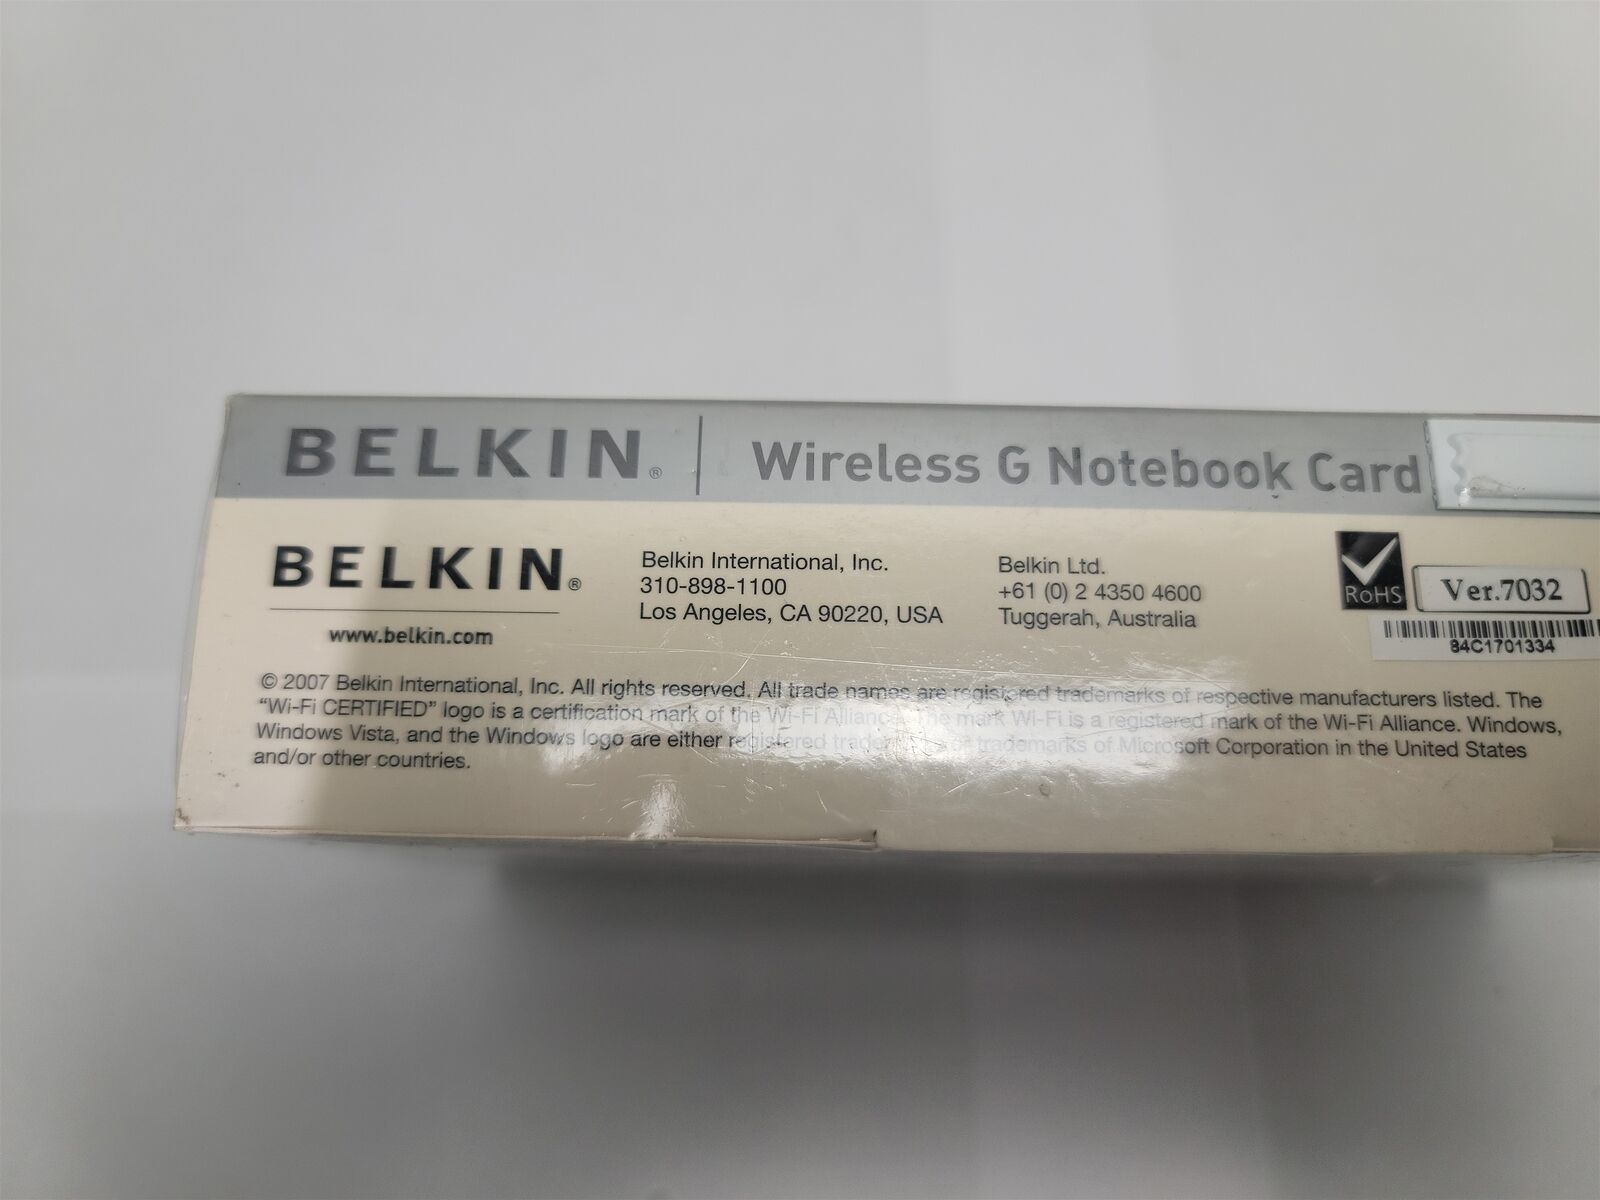 BELKIN® | Wireless G Notebook Card
BELKIN®
www.belkin.com
Belkin International, Inc.
310-898-1100
Los Angeles, CA 90220, USA
Belkin Ltd.
+61 (0) 2 4350 4600
Tuggerah, Australia
RoHS
Ver.7032
84C1701334
© 2007 Belkin International, Inc. All rights reserved. All trade names are registered trademarks of respective manufacturers listed. The
"Wi-Fi CERTIFIED" logo is a certification mark of the Wi-Fi Alliance. The mark Wi-Fi is a registered mark of the Wi-Fi Alliance. Windows,
Windows Vista, and the Windows logo are either registered trademarks or trademarks of Microsoft Corporation in the United States
and/or other countries.